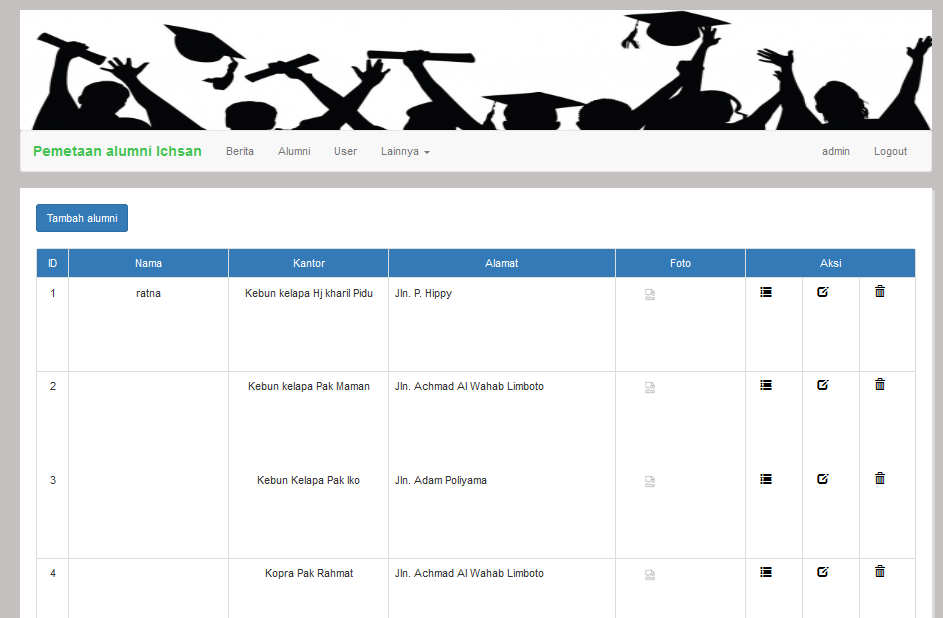 Pemetaan alumni Ichsan Berita Alumni User Lainnya admin Logout
Tambah alumni
ID Nama Kantor Alamat Foto Aksi
1 ratna Kebun kelapa Hj kharil Pidu Jln. P. Hippy
2 Kebun kelapa Pak Maman Jln. Achmad Al Wahab Limboto
3 Kebun Kelapa Pak Iko Jln. Adam Poliyama
4 Kopra Pak Rahmat Jln. Achmad Al Wahab Limboto